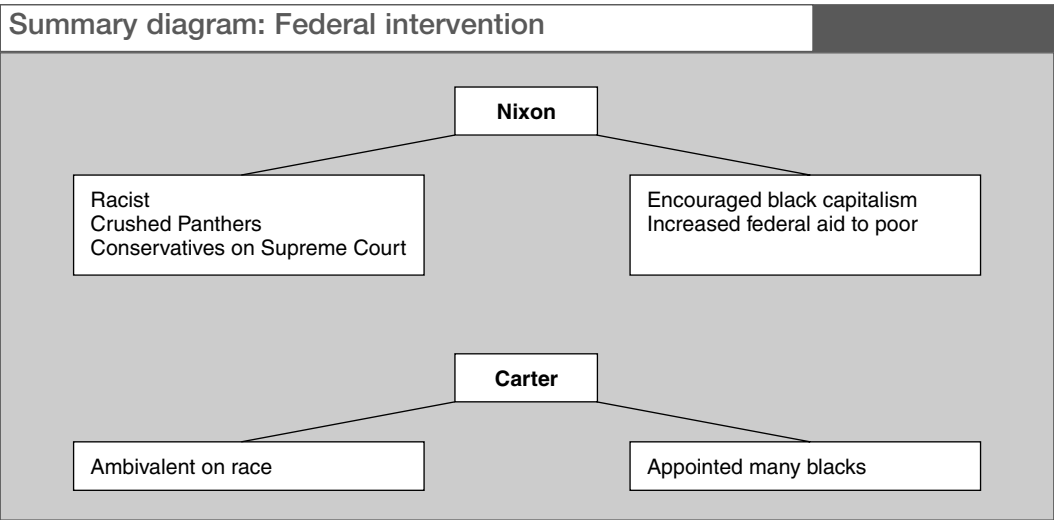 Summary diagram: Federal intervention
Nixon
Racist
Crushed Panthers
Conservatives on Supreme Court
Encouraged black capitalism
Increased federal aid to poor
Carter
Ambivalent on race
Appointed many blacks